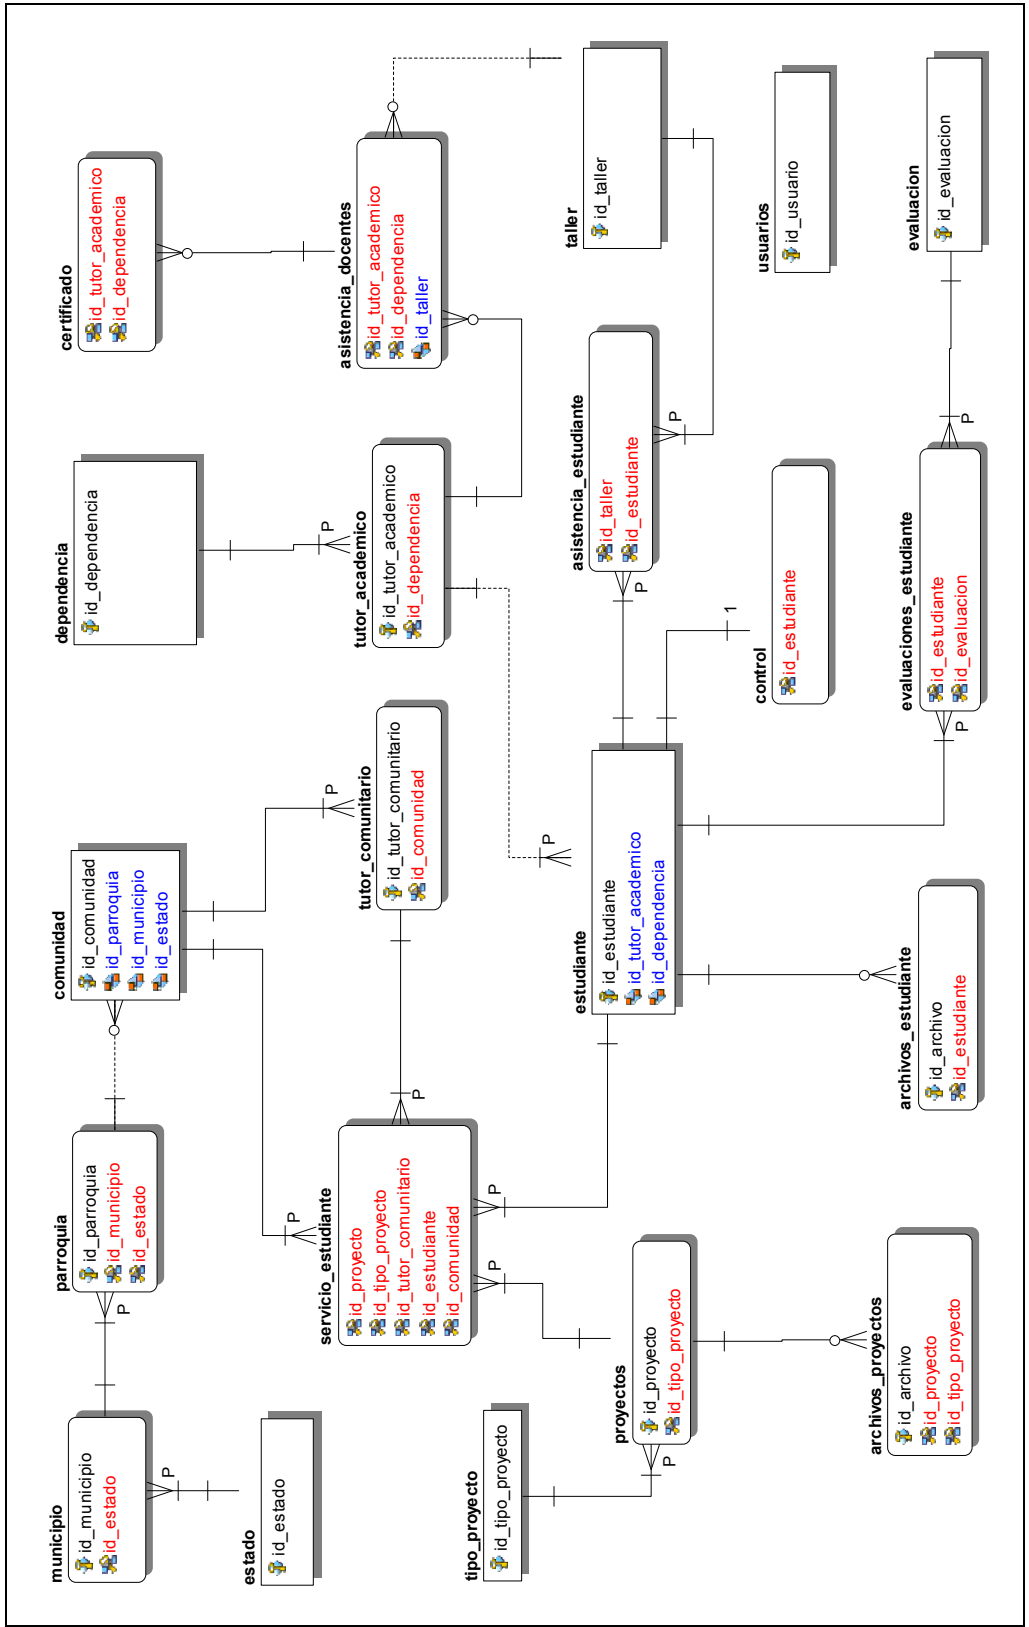 municipio
id_municipio
id_estado
P
estado
id_estado
parroquia
id_parroquia
id_municipio
id_estado
P
comunidad
id_comunidad
id_parroquia
id_municipio
id_estado
dependencia
id_dependencia
certificado
id_tutor_academico
id_dependencia
servicio_estudiante
id_proyecto
id_tipo_proyecto
id_tutor_comunitario
id_estudiante
id_comunidad
P
P
P
P
tutor_comunitario
id_tutor_comunitario
id_comunidad
P
tutor_academico
id_tutor_academico
id_dependencia
P
asistencia_docentes
id_tutor_academico
id_dependencia
id_taller
tipo_proyecto
id_tipo_proyecto
proyectos
id_proyecto
id_tipo_proyecto
P
estudiante
id_estudiante
id_tutor_academico
id_dependencia
P
asistencia_estudiante
id_taller
id_estudiante
P
P
taller
id_taller
control
id_estudiante
1
usuarios
id_usuario
archivos_proyectos
id_archivo
id_proyecto
id_tipo_proyecto
archivos_estudiante
id_archivo
id_estudiante
evaluaciones_estudiante
id_estudiante
id_evaluacion
P
P
evaluacion
id_evaluacion